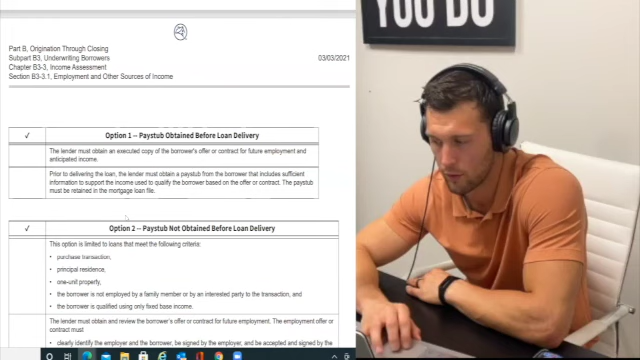 YOU DO
Part B, Origination Through Closing
Subpart B3, Underwriting Borrowers
Chapter B3-3, Income Assessment
Section B3-3.1, Employment and Other Sources of Income
03/03/2021
✓ Option 1 -- Paystub Obtained Before Loan Delivery
The lender must obtain an executed copy of the borrower's offer or contract for future employment and
anticipated income.
Prior to delivering the loan, the lender must obtain a paystub from the borrower that includes sufficient
information to support the income used to qualify the borrower based on the offer or contract. The paystub
must be retained in the mortgage loan file.
✓ Option 2 -- Paystub Not Obtained Before Loan Delivery
This option is limited to loans that meet the following criteria:
• purchase transaction,
• principal residence,
• one-unit property,
• the borrower is not employed by a family member or by an interested party to the transaction, and
• the borrower is qualified using only fixed base income.
The lender must obtain and review the borrower's offer or contract for future employment. The employment offer or
contract must
• clearly identify the employer and the borrower, be signed by the employer, and be accepted and signed by the